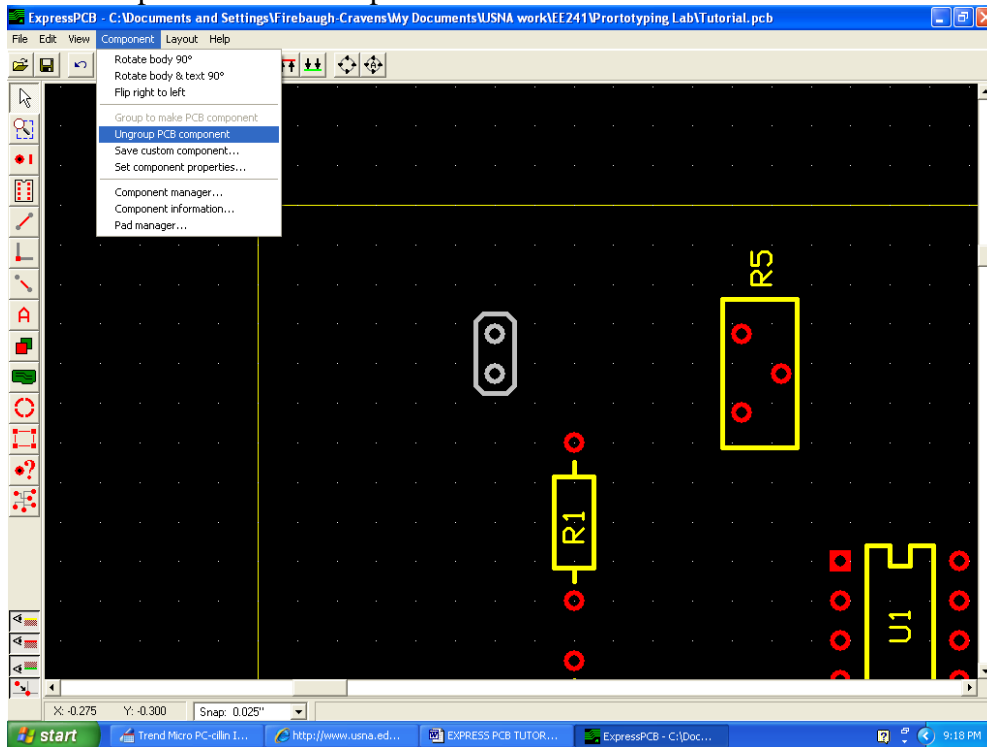 ExpressPCB - C:\Documents and Settings\Firebaugh-Cravens\My Documents\USNA work\EE241\Prortotyping Lab\Tutorial.pcb
File Edit View Component Layout Help
Rotate body 90°
Rotate body & text 90°
Flip right to left
Group to make PCB component
Ungroup PCB component
Save custom component...
Set component properties...
Component manager...
Component information...
Pad manager...
A
R5
R1
U1
X: -0.275 Y: -0.300 Snap: 0.025"
start Trend Micro PC-cillin I... http://www.usna.ed... EXPRESS PCB TUTOR... ExpressPCB - C:\Doc... 9:18 PM